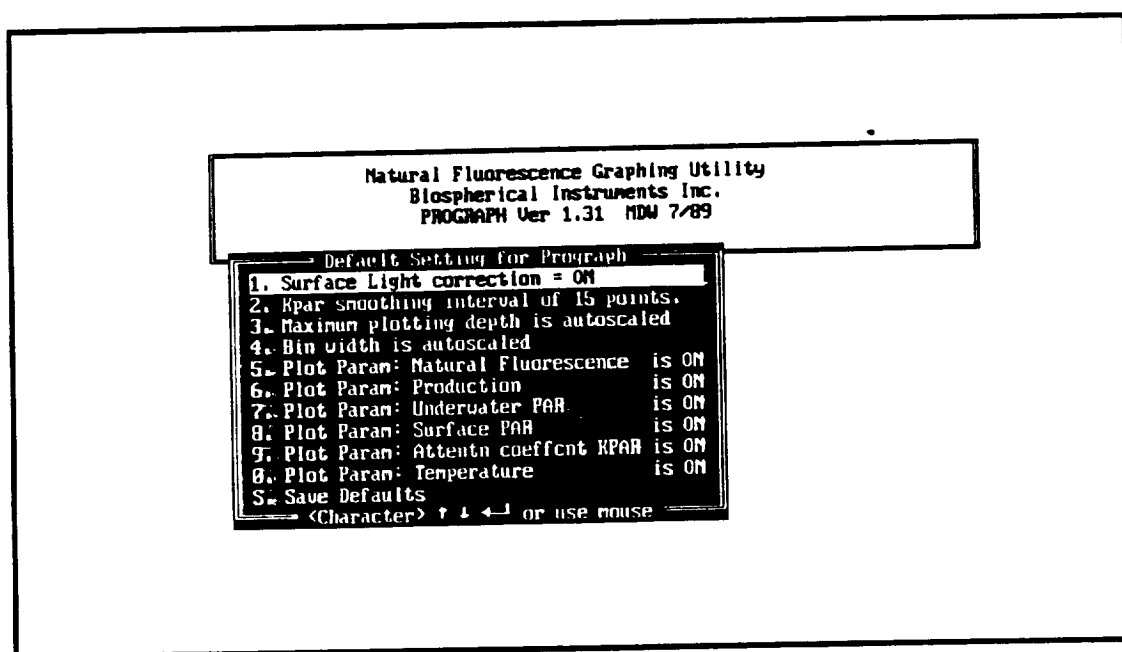 Natural Fluorescence Graphing Utility
Biospherical Instruments Inc.
PROGRAPH Ver 1.31 MDW 7/89
Default Setting for Prograph
1. Surface Light correction = ON
2. Kpar smoothing interval of 15 points.
3. Maximum plotting depth is autoscaled
4. Bin width is autoscaled
5. Plot Param: Natural Fluorescence is ON
6. Plot Param: Production is ON
7. Plot Param: Underwater PAR is ON
8. Plot Param: Surface PAR is ON
9. Plot Param: Attentn coeffcnt KPAR is ON
0. Plot Param: Temperature is ON
S. Save Defaults
<Character> ↑ ↓ ←┘ or use mouse